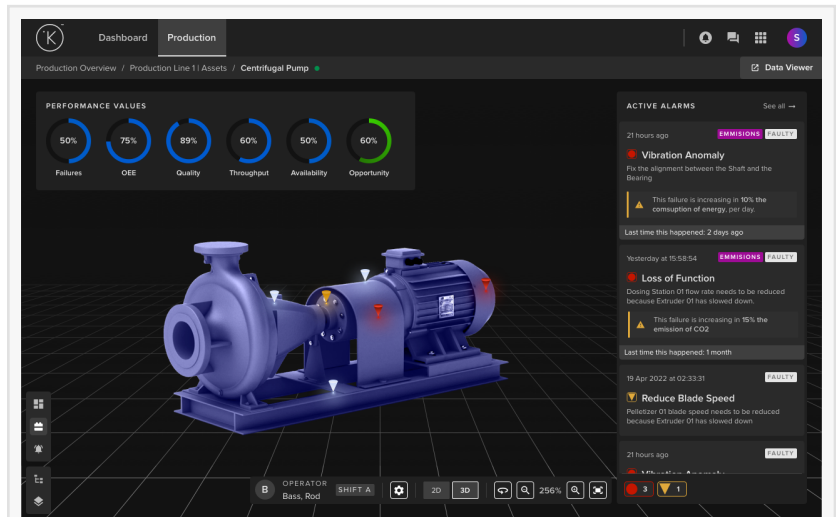 K
Dashboard
Production
S
Production Overview / Production Line 1 | Assets / Centrifugal Pump
Data Viewer
PERFORMANCE VALUES
50%
75%
89%
60%
50%
60%
Failures
OEE
Quality
Throughput
Availability
Opportunity
ACTIVE ALARMS
See all →
21 hours ago
EMMISIONS
FAULTY
Vibration Anomaly
Fix the alignment between the Shaft and the
Bearing
This failure is increasing in 10% the
comsuption of energy, per day.
Last time this happened: 2 days ago
Yesterday at 15:58:54
EMMISIONS
FAULTY
Loss of Function
Dosing Station 01 flow rate needs to be reduced
because Extruder 01 has slowed down.
This failure is increasing in 15% the
emission of CO2
Last time this happened: 1 month
19 Apr 2022 at 02:33:31
FAULTY
Reduce Blade Speed
Pelletizer 01 blade speed needs to be reduced
because Extruder 01 has slowed down
21 hours ago
FAULTY
Vibration Anomaly
3
1
B
OPERATOR
Bass, Rod
SHIFT A
2D
3D
256%